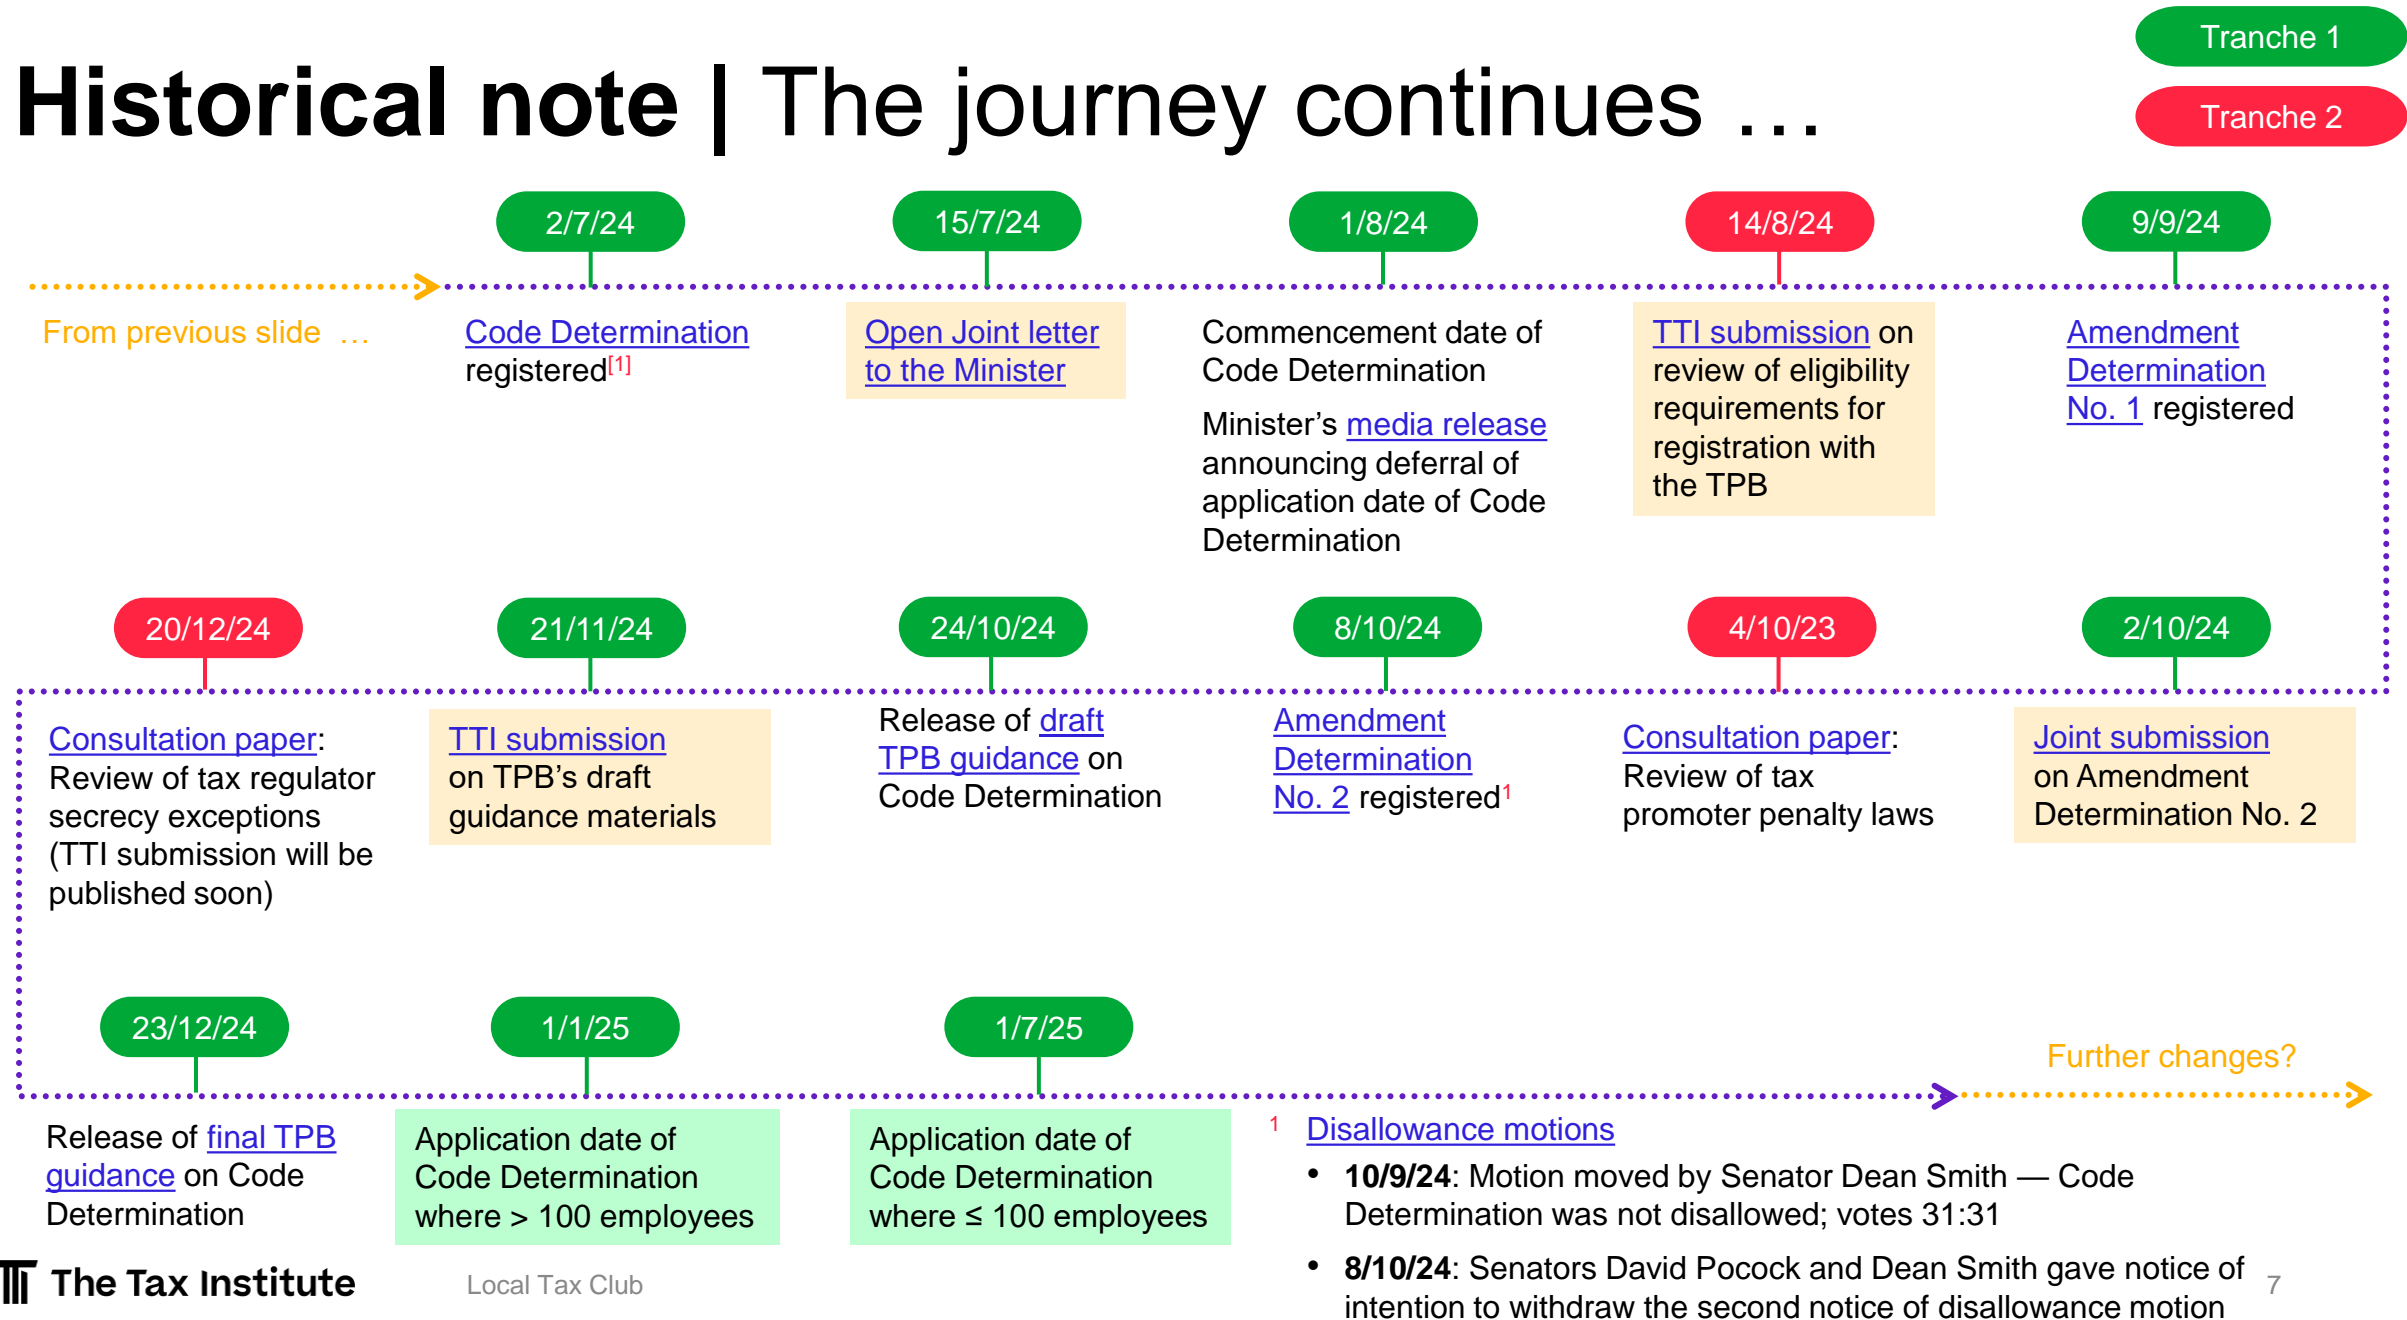 Historical note | The journey continues …
Tranche 1
Tranche 2
2/7/24
15/7/24
1/8/24
14/8/24
9/9/24
From previous slide …
Code Determination
registered[1]
Open Joint letter
to the Minister
Commencement date of
Code Determination
Minister’s media release
announcing deferral of
application date of Code
Determination
TTI submission on
review of eligibility
requirements for
registration with
the TPB
Amendment
Determination
No. 1 registered
20/12/24
21/11/24
24/10/24
8/10/24
4/10/23
2/10/24
Consultation paper:
Review of tax regulator
secrecy exceptions
(TTI submission will be
published soon)
TTI submission
on TPB’s draft
guidance materials
Release of draft
TPB guidance on
Code Determination
Amendment
Determination
No. 2 registered1
Consultation paper:
Review of tax
promoter penalty laws
Joint submission
on Amendment
Determination No. 2
23/12/24
1/1/25
1/7/25
Further changes?
Release of final TPB
guidance on Code
Determination
Application date of
Code Determination
where > 100 employees
Application date of
Code Determination
where ≤ 100 employees
1 Disallowance motions
• 10/9/24: Motion moved by Senator Dean Smith — Code
Determination was not disallowed; votes 31:31
• 8/10/24: Senators David Pocock and Dean Smith gave notice of
intention to withdraw the second notice of disallowance motion
The Tax Institute
Local Tax Club
7